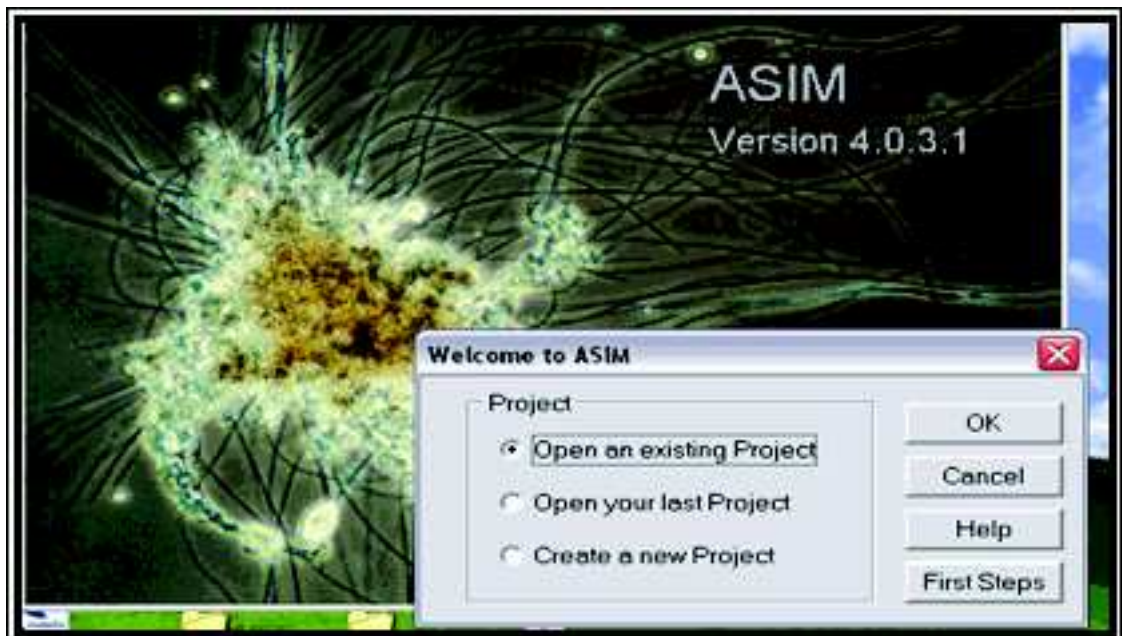 ASIM
Version 4.0.3.1
Welcome to ASIM
Project
Open an existing Project
Open your last Project
Create a new Project
OK
Cancel
Help
First Steps